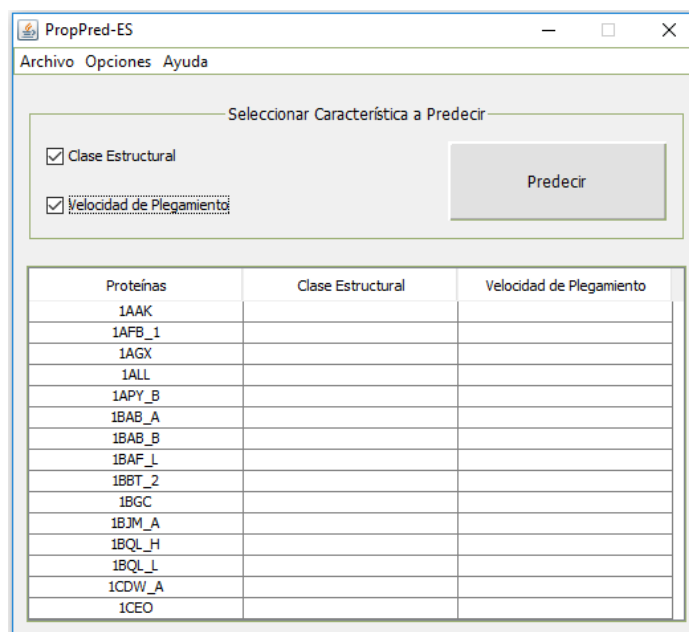 PropPred-ES
Archivo Opciones Ayuda
Seleccionar Característica a Predecir
Clase Estructural
Predecir
Velocidad de Plegamiento
Proteínas Clase Estructural Velocidad de Plegamiento
1AAK
1AFB_1
1AGX
1ALL
1APY_B
1BAB_A
1BAB_B
1BAF_L
1BBT_2
1BGC
1BJM_A
1BQL_H
1BQL_L
1CDW_A
1CEO